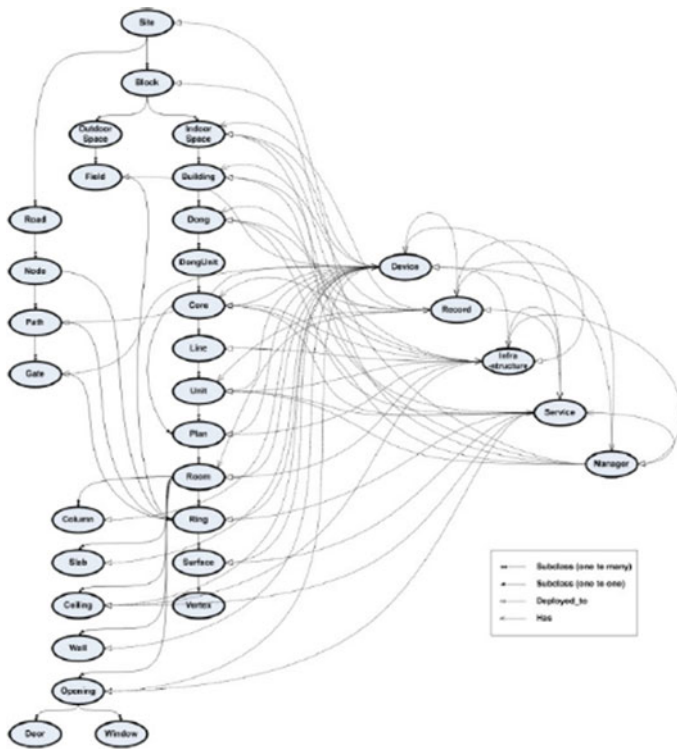 Site
Block
Outdoor
Space
Indoor
Space
Field
Building
Road
Dong
Node
DongUnit
Device
Path
Core
Record
Gate
Line
Infra
-structure
Unit
Service
Plan
Manager
Room
Column
Ring
Slab
Surface
Ceiling
Vertex
Wall
Opening
Door
Window
Subclass (one to many)
Subclass (one to one)
Deployed_to
Has